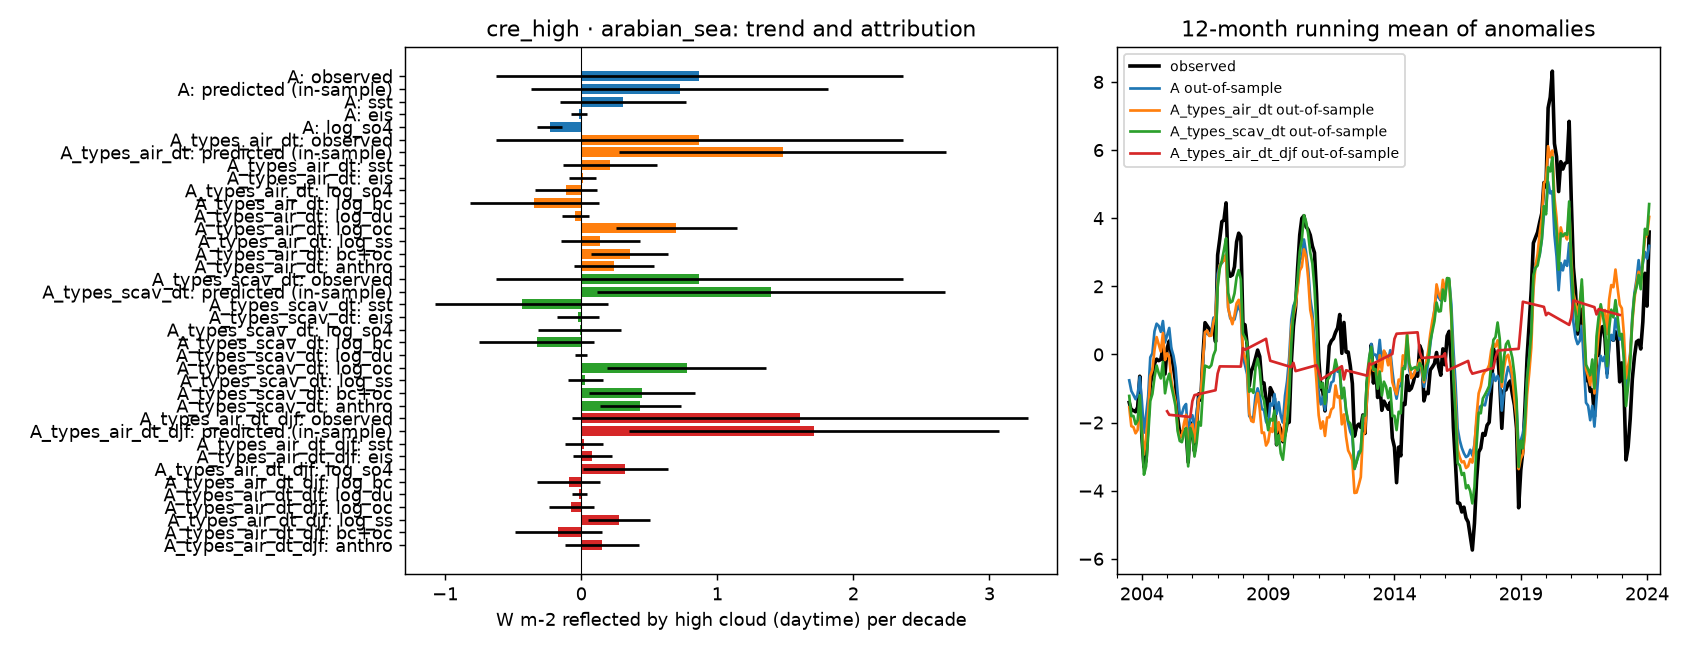 cre_high · arabian_sea: trend and attribution
A: observed
A: predicted (in-sample)
A: sst
A: eis
A: log_so4
A_types_air_dt: observed
A_types_air_dt: predicted (in-sample)
A_types_air_dt: sst
A_types_air_dt: eis
A_types_air_dt: log_so4
A_types_air_dt: log_bc
A_types_air_dt: log_du
A_types_air_dt: log_oc
A_types_air_dt: log_ss
A_types_air_dt: bc+oc
A_types_air_dt: anthro
A_types_scav_dt: observed
A_types_scav_dt: predicted (in-sample)
A_types_scav_dt: sst
A_types_scav_dt: eis
A_types_scav_dt: log_so4
A_types_scav_dt: log_bc
A_types_scav_dt: log_du
A_types_scav_dt: log_oc
A_types_scav_dt: log_ss
A_types_scav_dt: bc+oc
A_types_scav_dt: anthro
A_types_air_dt_djf: observed
A_types_air_dt_djf: predicted (in-sample)
A_types_air_dt_djf: sst
A_types_air_dt_djf: eis
A_types_air_dt_djf: log_so4
A_types_air_dt_djf: log_bc
A_types_air_dt_djf: log_du
A_types_air_dt_djf: log_oc
A_types_air_dt_djf: log_ss
A_types_air_dt_djf: bc+oc
A_types_air_dt_djf: anthro
−1 0 1 2 3
W m-2 reflected by high cloud (daytime) per decade
12-month running mean of anomalies
observed
A out-of-sample
A_types_air_dt out-of-sample
A_types_scav_dt out-of-sample
A_types_air_dt_djf out-of-sample
8
6
4
2
0
−2
−4
−6
2004 2009 2014 2019 2024